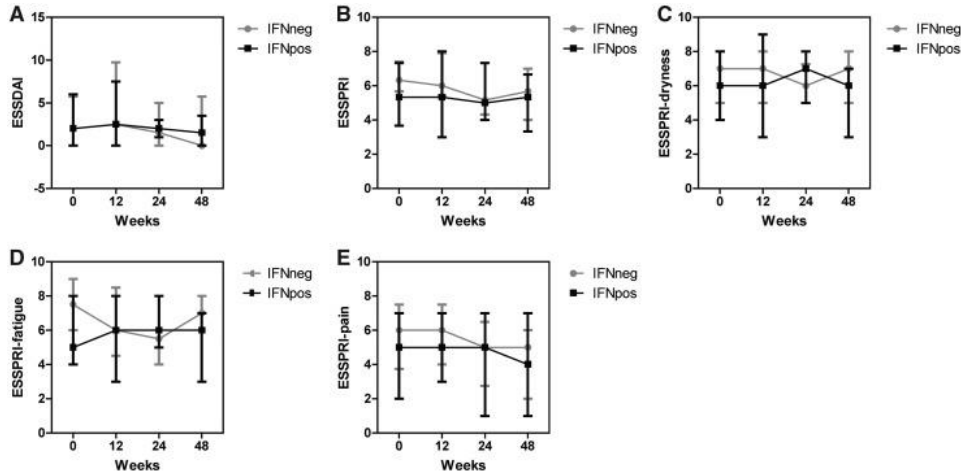 A
ESSDAI
15
10
5
0
-5
0 12 24 48
Weeks
IFNneg
IFNpos
B
ESSPRI
10
8
6
4
2
0
0 12 24 48
Weeks
IFNneg
IFNpos
C
ESSPRI-dryness
10
8
6
4
2
0
0 12 24 48
Weeks
IFNneg
IFNpos
D
ESSPRI-fatigue
10
8
6
4
2
0
0 12 24 48
Weeks
IFNneg
IFNpos
E
ESSPRI-pain
10
8
6
4
2
0
0 12 24 48
Weeks
IFNneg
IFNpos